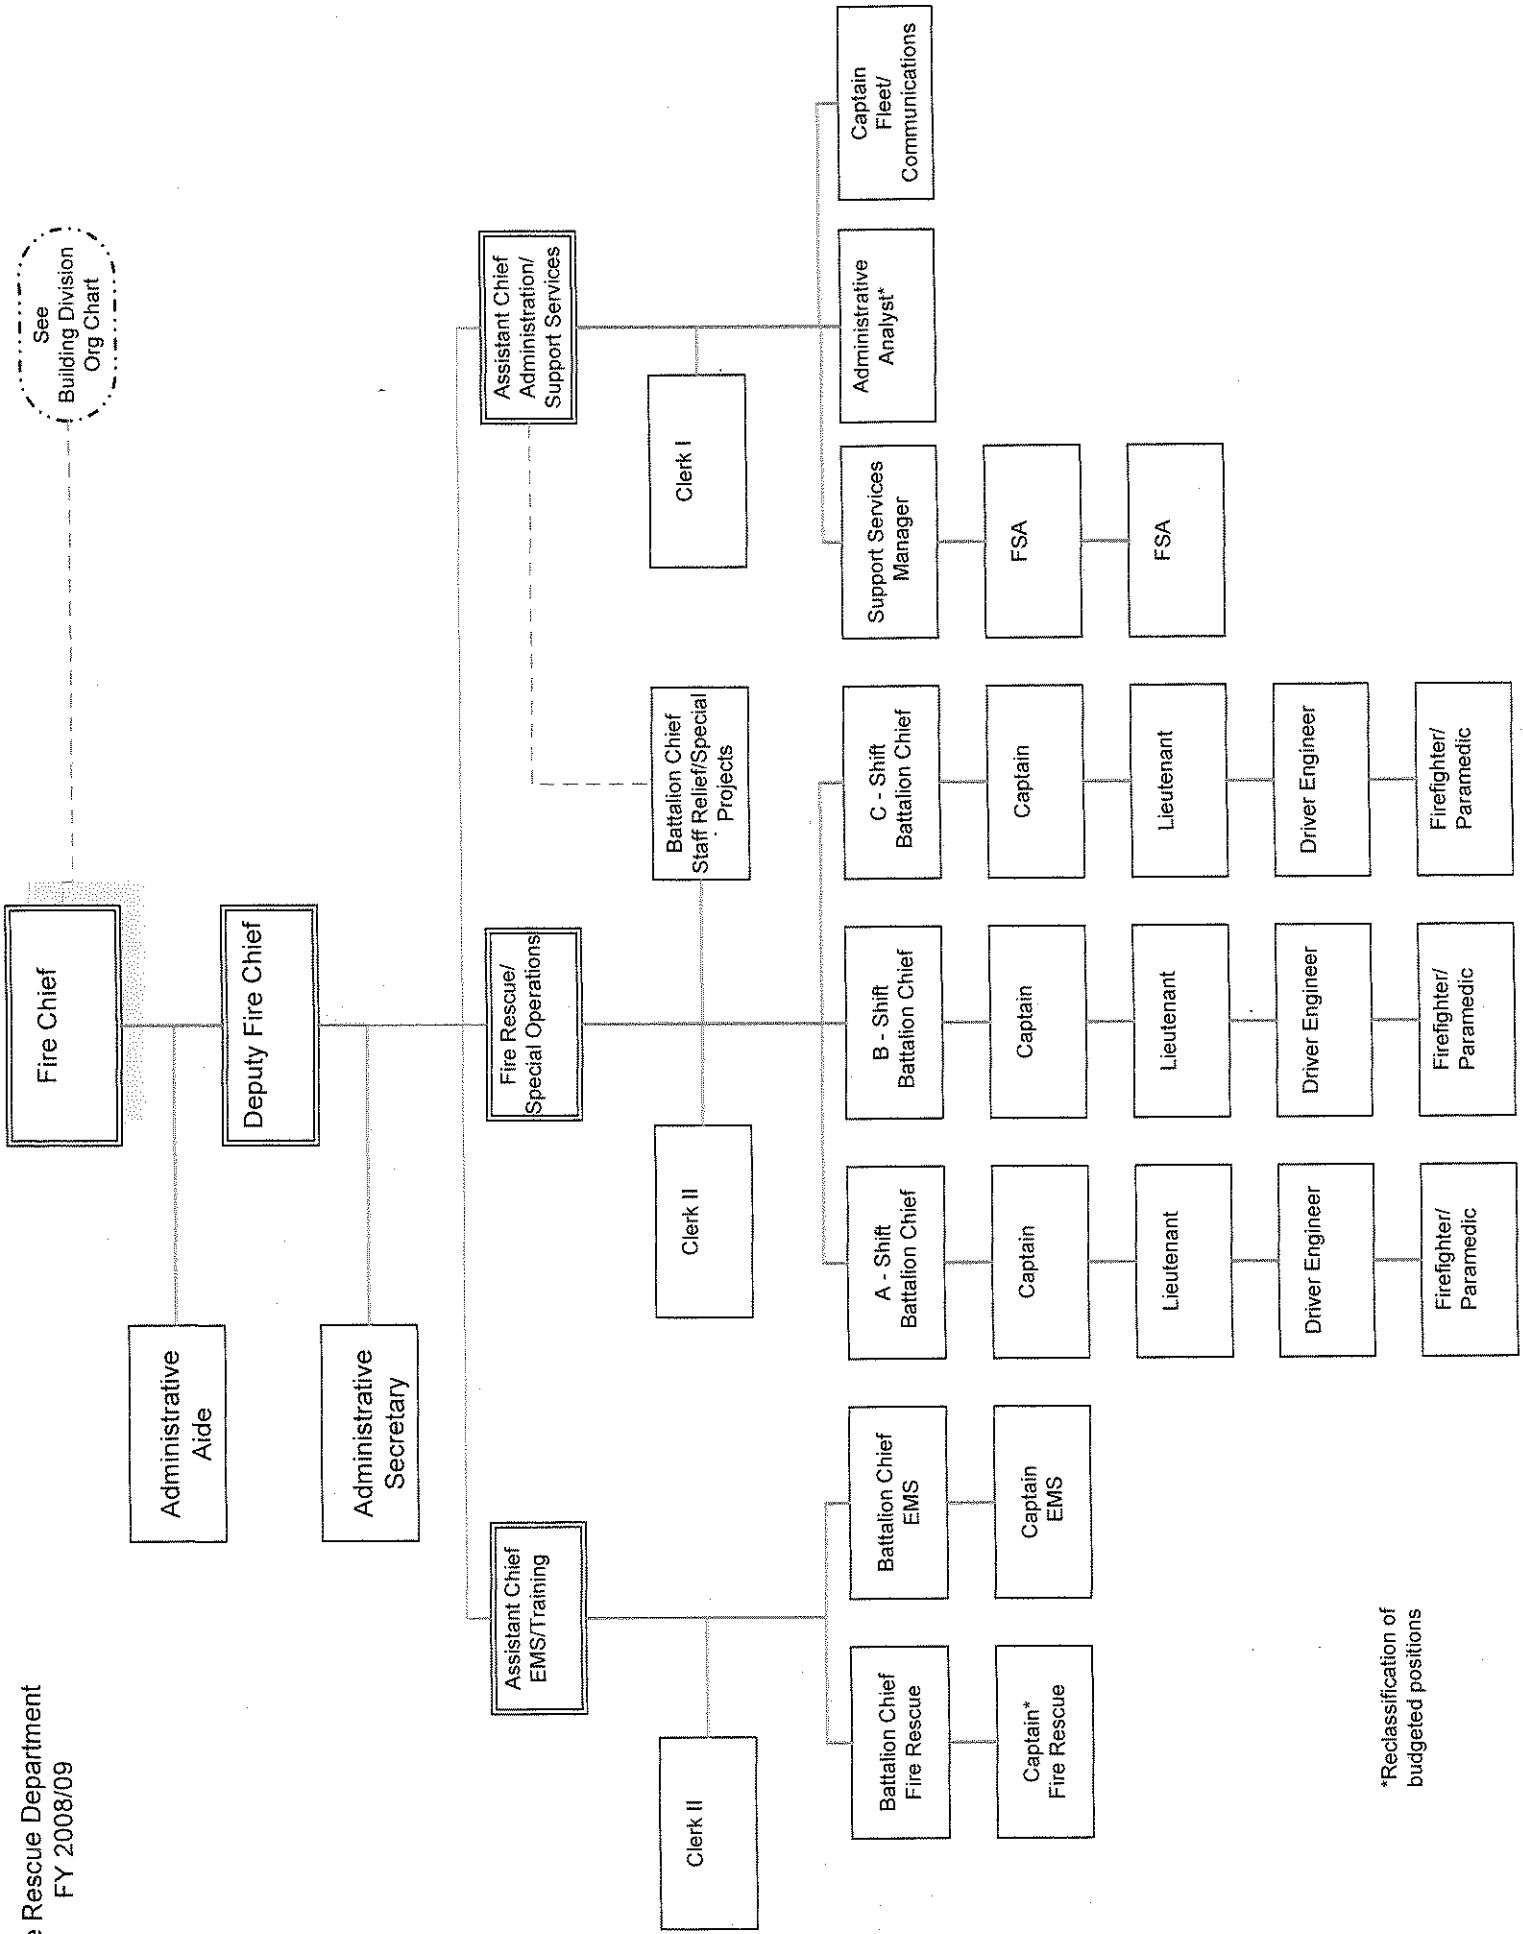 Rescue Department
FY 2008/09
Fire Chief
See
Building Division
Org Chart
Administrative
Aide
Deputy Fire Chief
Administrative
Secretary
Assistant Chief
EMS/Training
Fire Rescue/
Special Operations
Assistant Chief
Administration/
Support Services
Clerk II
Clerk II
Battalion Chief
Staff Relief/Special
Projects
Clerk I
Battalion Chief
Fire Rescue
Battalion Chief
EMS
A - Shift
Battalion Chief
B - Shift
Battalion Chief
C - Shift
Battalion Chief
Support Services
Manager
Administrative
Analyst*
Captain
Fleet/
Communications
Captain*
Fire Rescue
Captain
EMS
Captain
Captain
Captain
FSA
Lieutenant
Lieutenant
Lieutenant
FSA
Driver Engineer
Driver Engineer
Driver Engineer
Firefighter/
Paramedic
Firefighter/
Paramedic
Firefighter/
Paramedic
*Reclassification of
budgeted positions